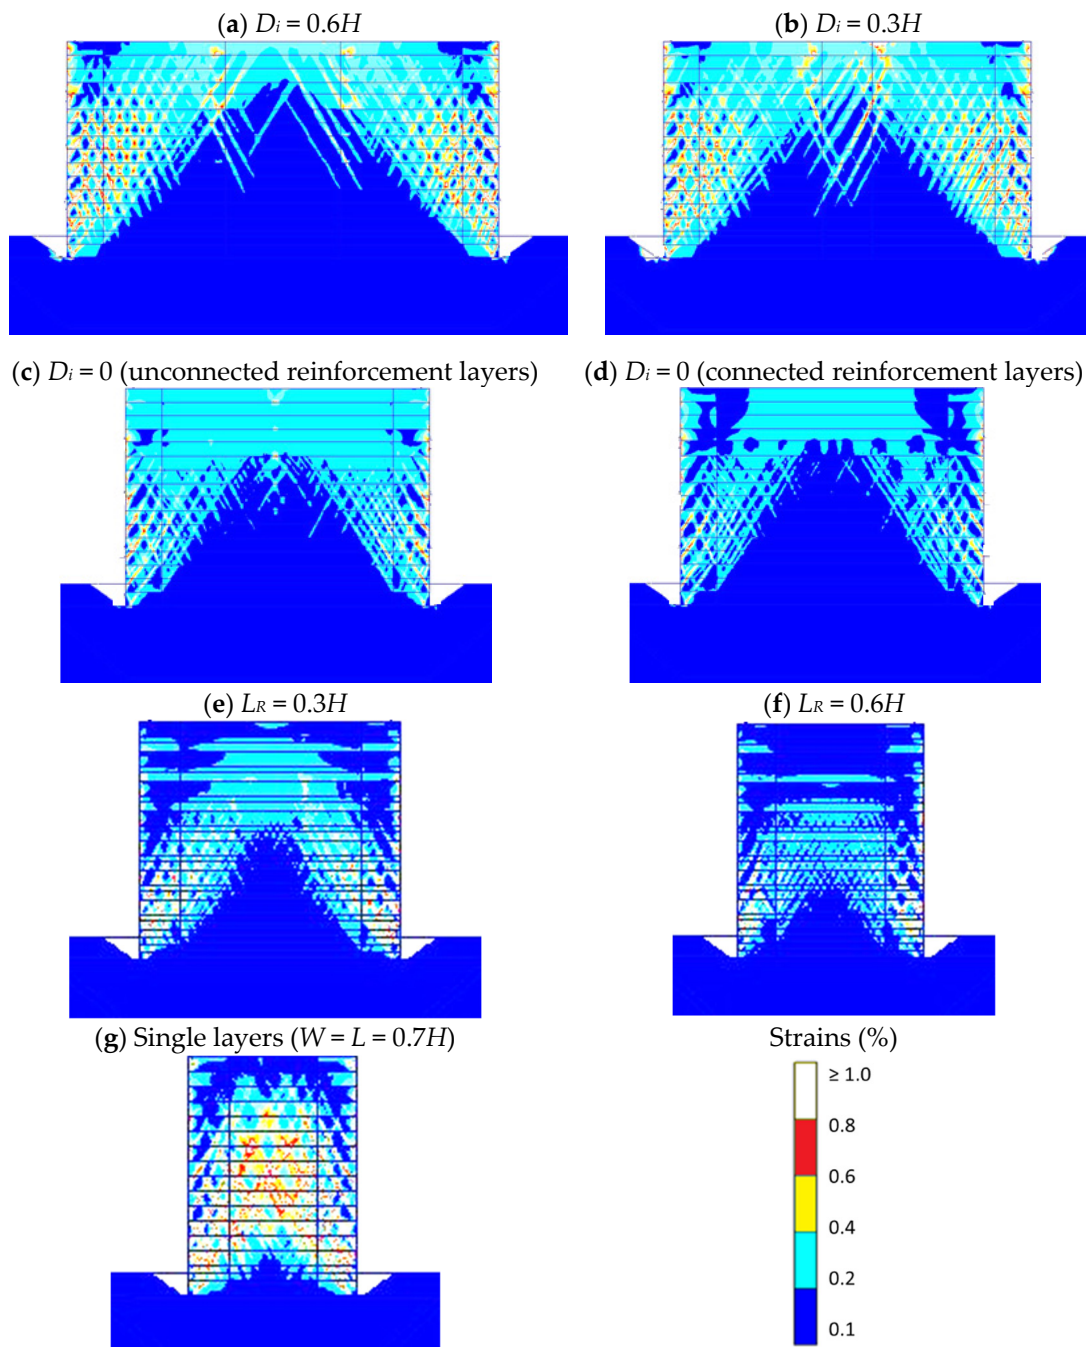 (a) Di = 0.6H
(b) Di = 0.3H
(c) Di = 0 (unconnected reinforcement layers)
(d) Di = 0 (connected reinforcement layers)
(e) LR = 0.3H
(f) LR = 0.6H
(g) Single layers (W = L = 0.7H)
Strains (%)
≥ 1.0
0.8
0.6
0.4
0.2
0.1